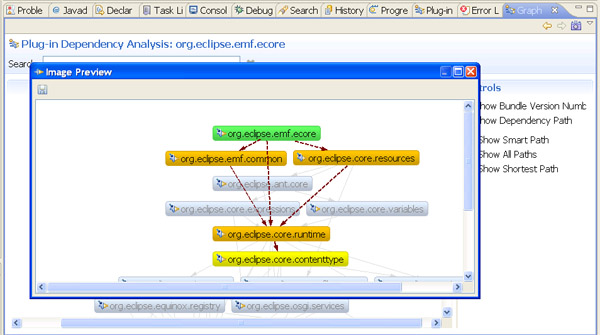 Proble
Javad
Declar
Task Li
Consol
Debug
Search
History
Progre
Plug-in
Error L
Graph
Plug-in Dependency Analysis: org.eclipse.emf.ecore
Searc
Image Preview
org.eclipse.emf.ecore
org.eclipse.emf.common
org.eclipse.core.resources
org.eclipse.ant.core
org.eclipse.core.expressions
org.eclipse.core.variables
org.eclipse.core.runtime
org.eclipse.core.contenttype
trols
how Bundle Version Numb
how Dependency Path
how Smart Path
how All Paths
how Shortest Path
org.eclipse.equinox.registry
org.eclipse.osgi.services